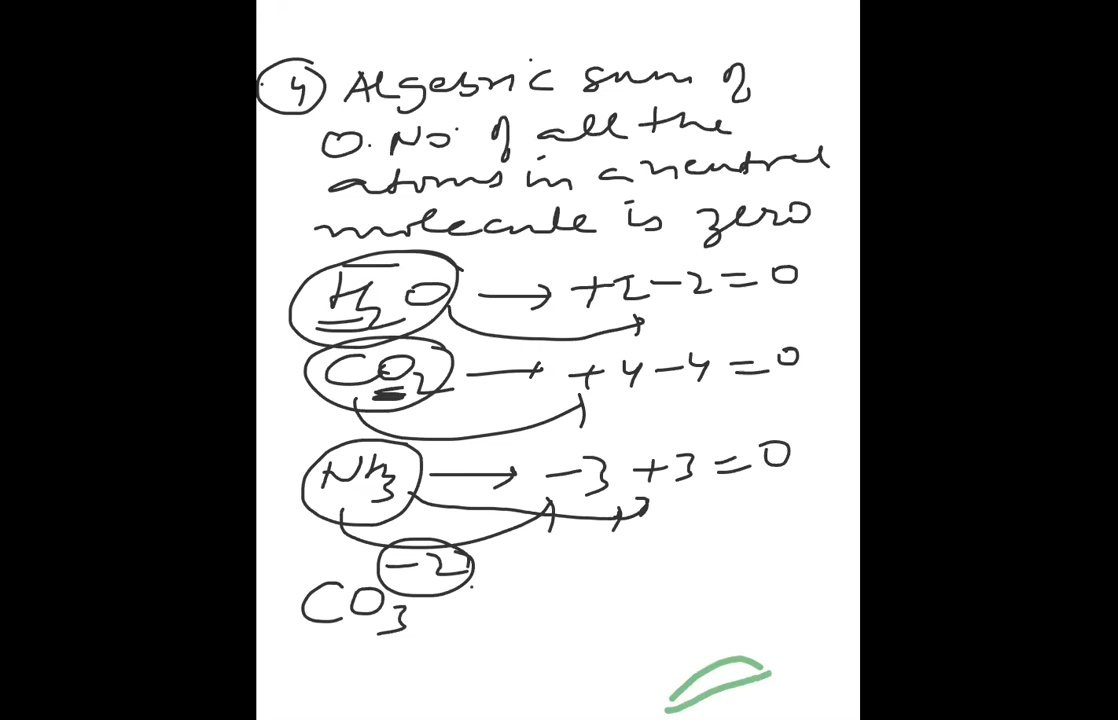 4 Algebric sum of
O. No. of all the
atoms in a neutral
molecule is zero
H2O → +2 - 2 = 0
CO2 → +4 - 4 = 0
NH3 → -3 +3 = 0
CO3 -2